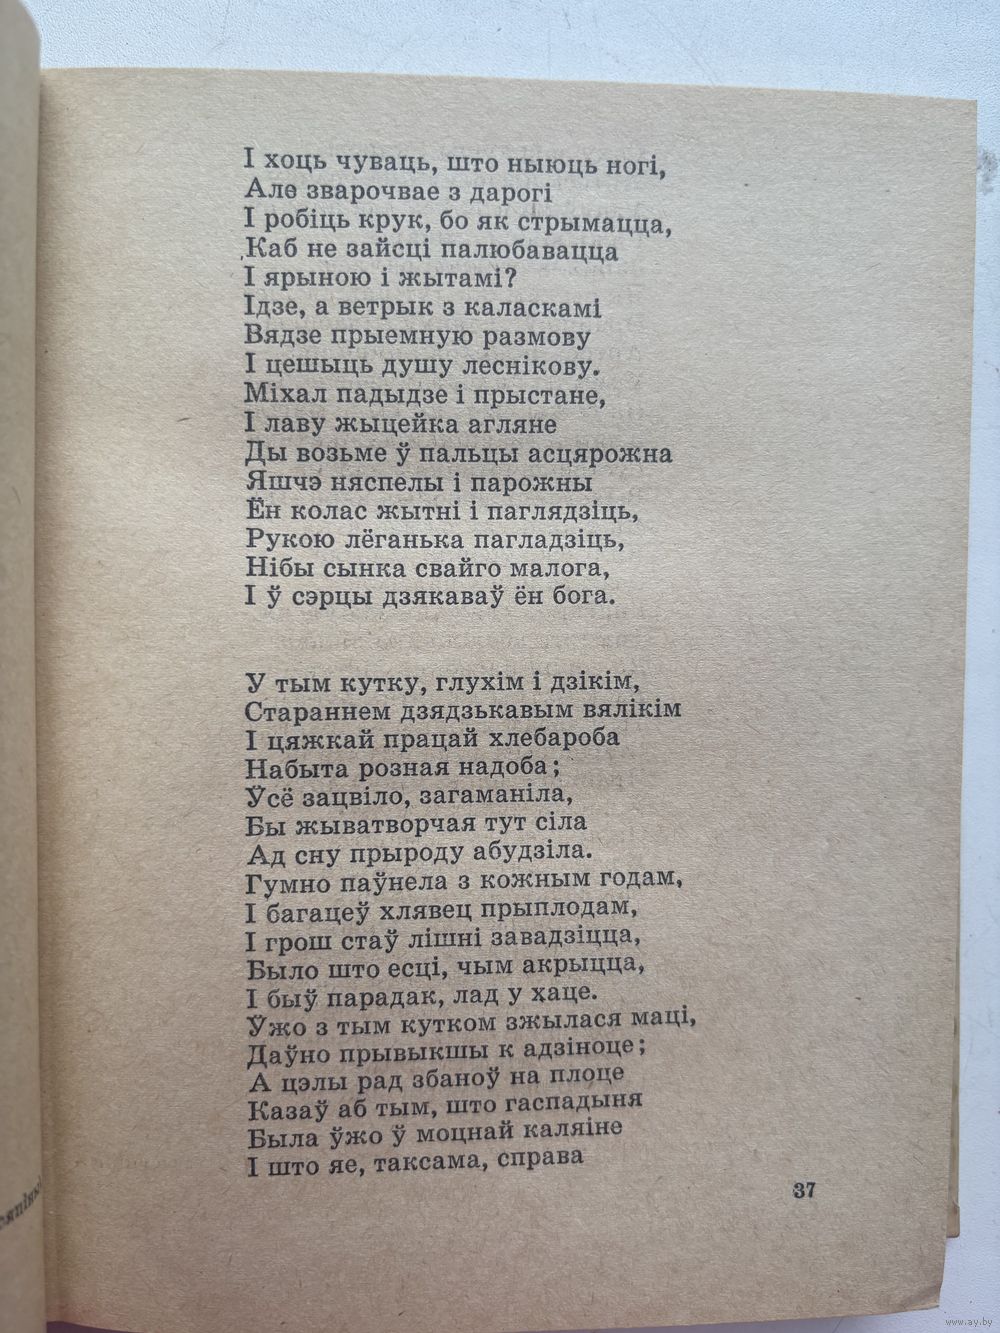 І хоць чуваць, што ныюць ногі,
Але зварочвае з дарогі
І робіць крук, бо як стрымацца,
Каб не зайсці палюбавацца
І ярыною і жытамі?
Ідзе, а ветрык з каласкамі
Вядзе прыемную размову
І цешыць душу леснікову.
Міхал падыдзе і прыстане,
І лаву жыцейка агляне
Ды возьме ў пальцы асцярожна
Яшчэ няспелы і парожны
Ён колас жытні і паглядзіць,
Рукою лёганька пагладзіць,
Нібы сынка свайго малога,
І ў сэрцы дзякаваў ён бога.
У тым кутку, глухім і дзікім,
Стараннем дзядзькавым вялікім
І цяжкай працай хлебароба
Набыта розная надоба;
Ўсё зацвіло, загаманіла,
Бы жыватворчая тут сіла
Ад сну прыроду абудзіла.
Гумно паўнела з кожным годам,
І багацеў хлявец прыплодам,
І грош стаў лішні завадзіцца,
Было што есці, чым акрыцца,
І быў парадак, лад у хаце.
Ўжо з тым кутком зжылася маці,
Даўно прывыкшы к адзіноце;
А цэлы рад збаноў на плоце
Казаў аб тым, што гаспадыня
Была ўжо ў моцнай каляіне
І што яе, таксама, справа
37
www.ay.by